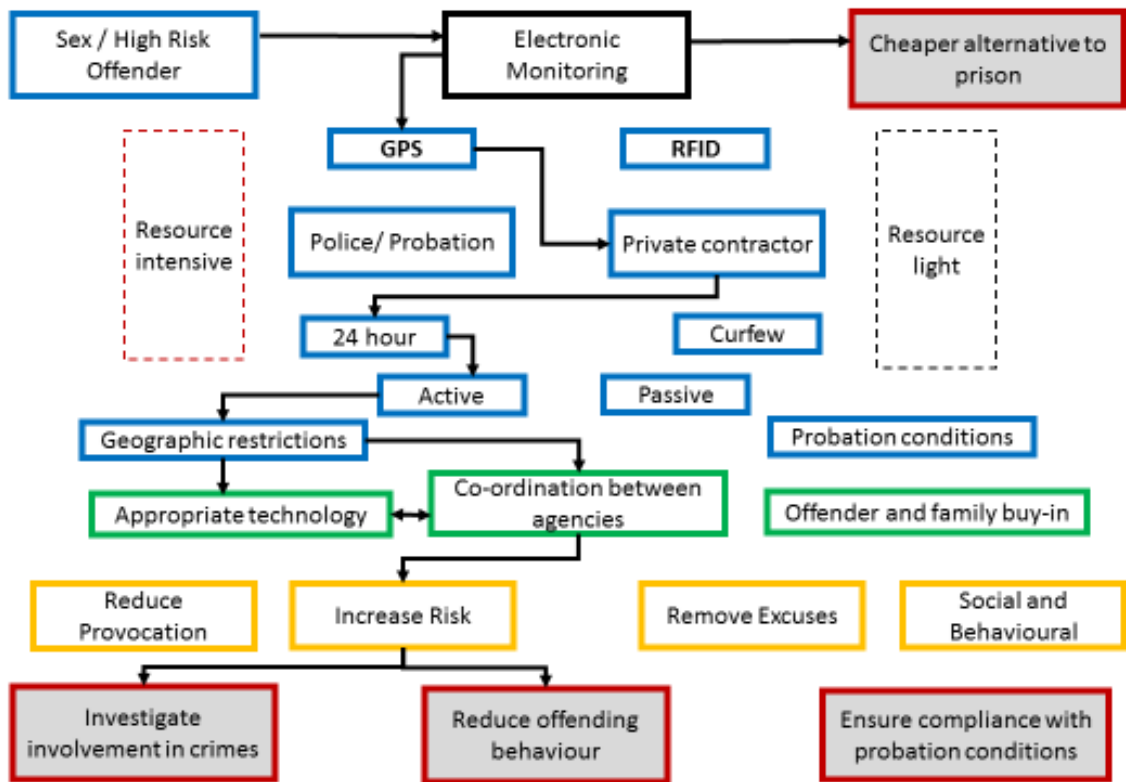 Sex / High Risk
Offender
Electronic
Monitoring
Cheaper alternative to
prison
GPS
RFID
Resource
intensive
Police/ Probation
Private contractor
Resource
light
24 hour
Curfew
Active
Passive
Geographic restrictions
Probation conditions
Appropriate technology
Co-ordination between
agencies
Offender and family buy-in
Reduce
Provocation
Increase Risk
Remove Excuses
Social and
Behavioural
Investigate
involvement in crimes
Reduce offending
behaviour
Ensure compliance with
probation conditions